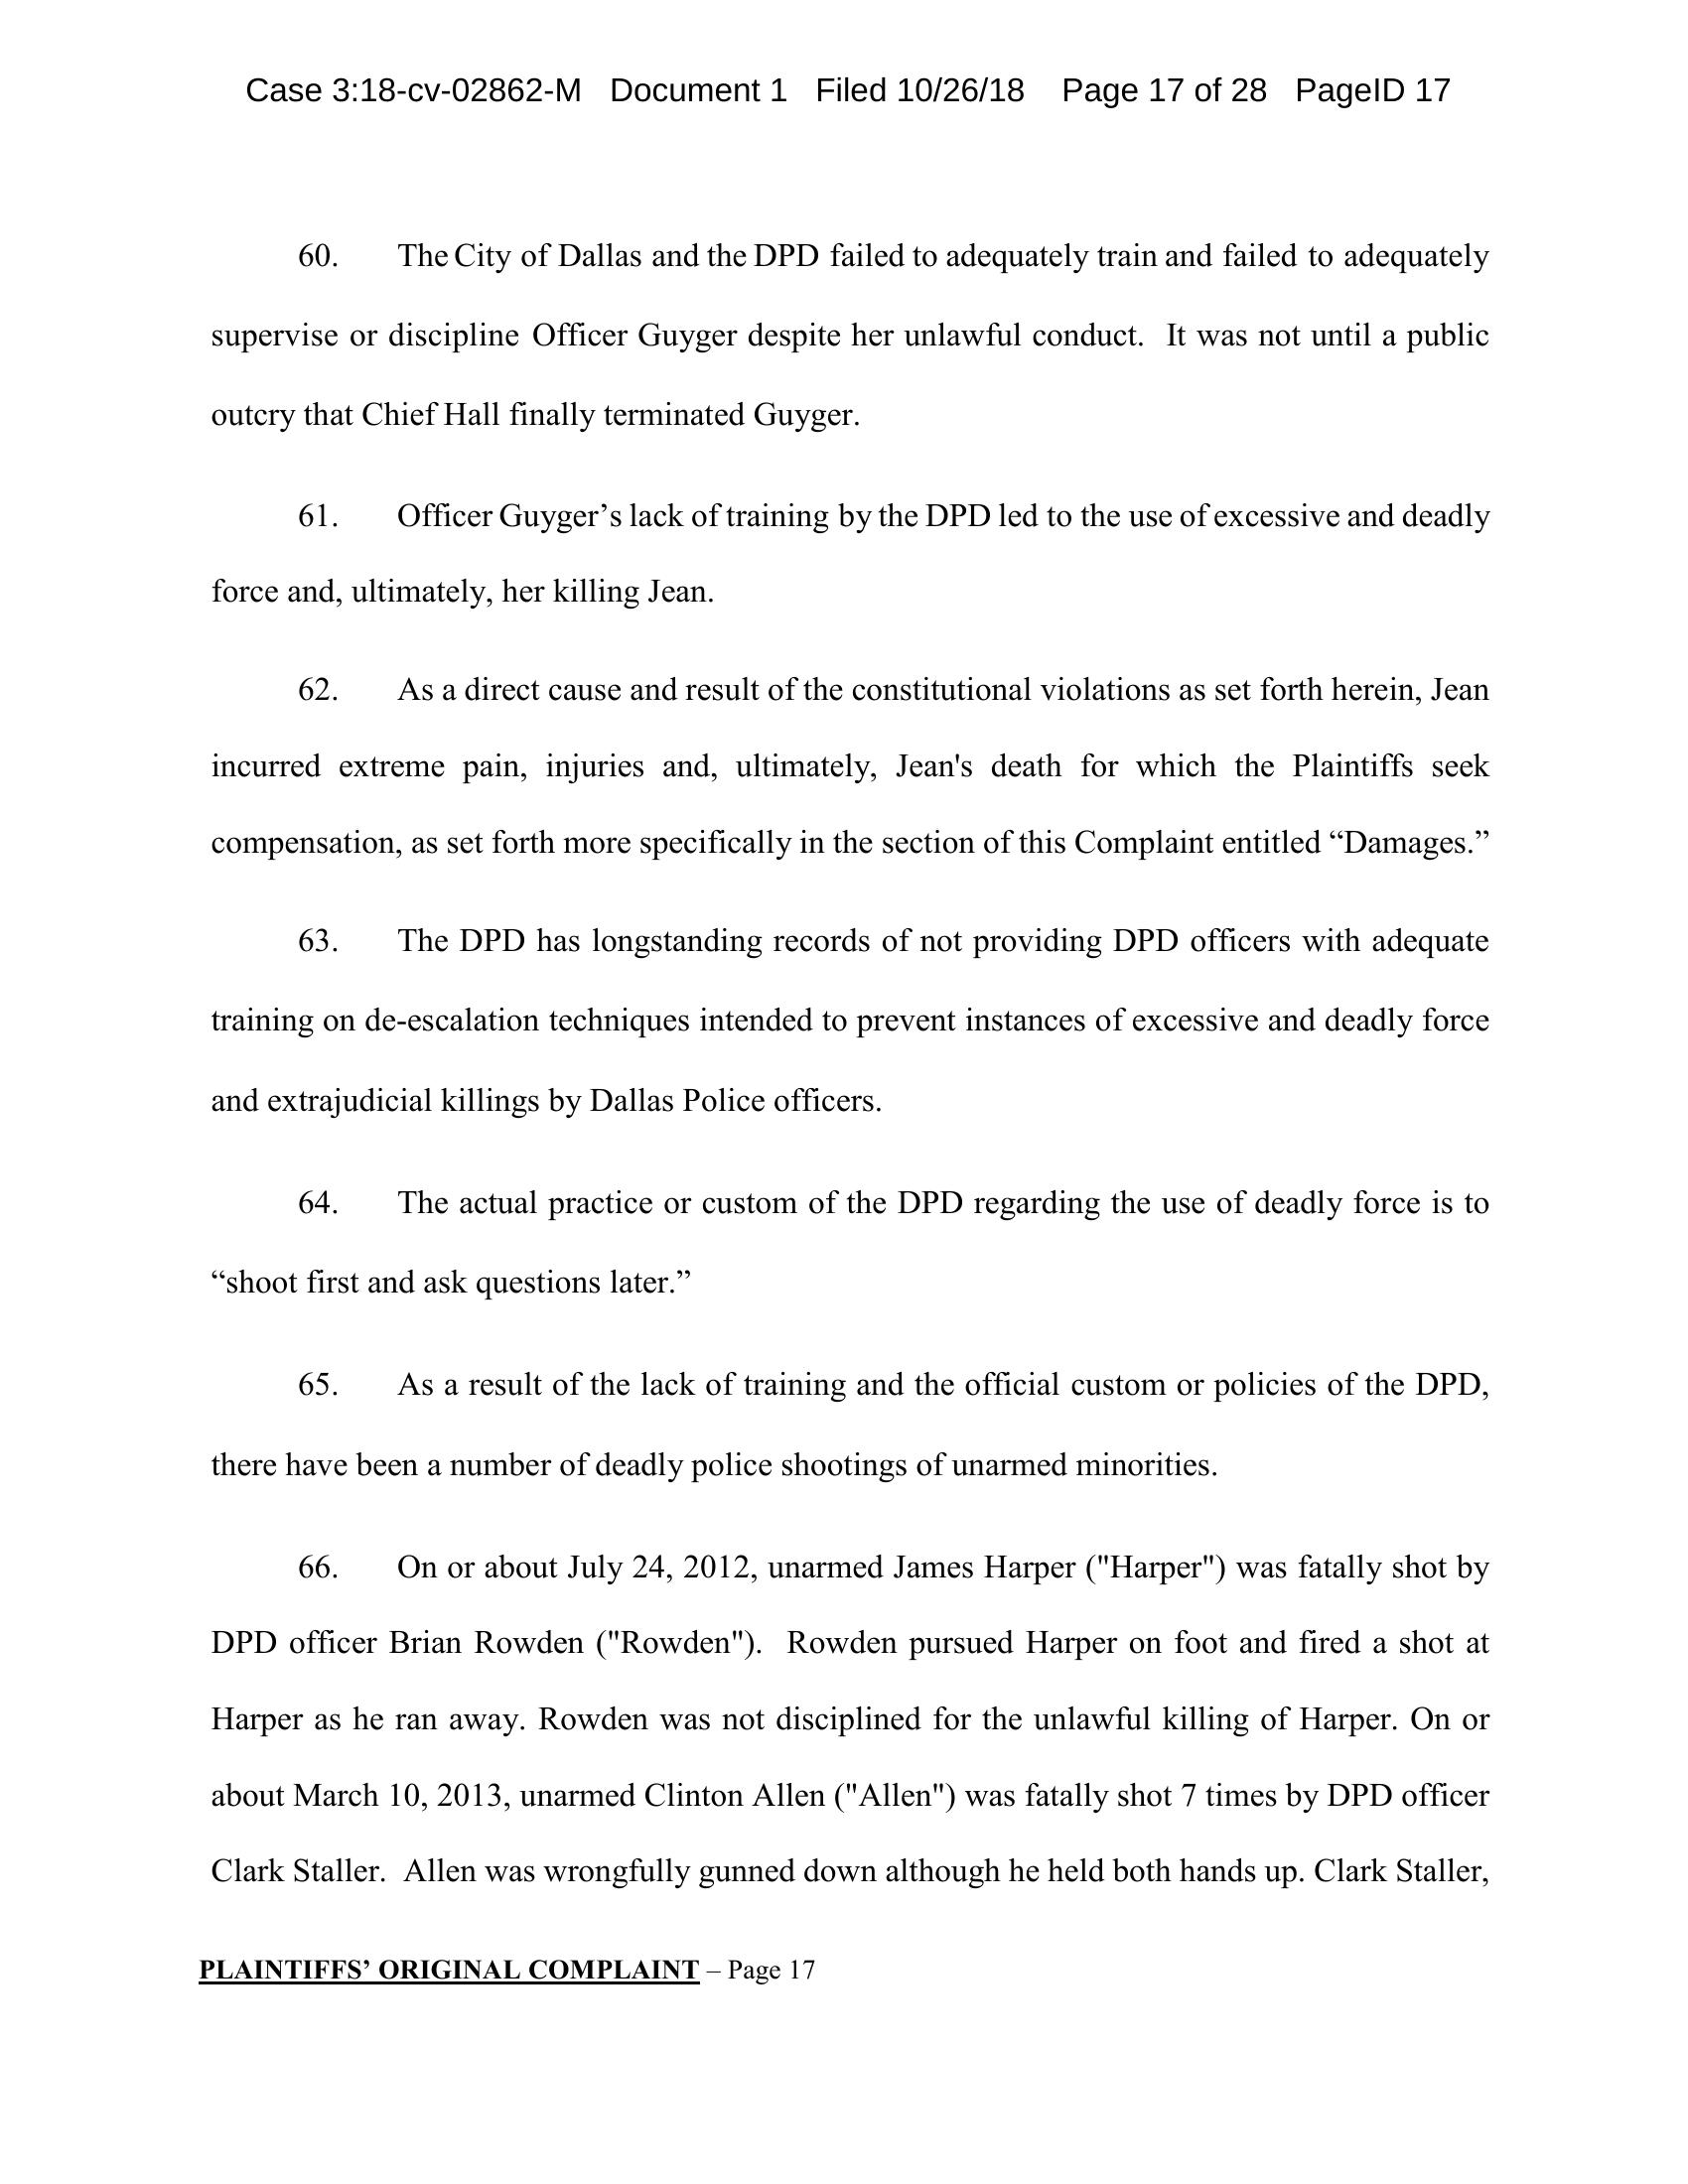 Case 3:18-cv-02862-M Document 1 Filed 10/26/18 Page 17 of 28 PageID 17
60. The City of Dallas and the DPD failed to adequately train and failed to adequately
supervise or discipline Officer Guyger despite her unlawful conduct. It was not until a public
outcry that Chief Hall finally terminated Guyger.
61. Officer Guyger’s lack of training by the DPD led to the use of excessive and deadly
force and, ultimately, her killing Jean.
62. As a direct cause and result of the constitutional violations as set forth herein, Jean
incurred extreme pain, injuries and, ultimately, Jean's death for which the Plaintiffs seek
compensation, as set forth more specifically in the section of this Complaint entitled “Damages.”
63. The DPD has longstanding records of not providing DPD officers with adequate
training on de-escalation techniques intended to prevent instances of excessive and deadly force
and extrajudicial killings by Dallas Police officers.
64. The actual practice or custom of the DPD regarding the use of deadly force is to
“shoot first and ask questions later.”
65. As a result of the lack of training and the official custom or policies of the DPD,
there have been a number of deadly police shootings of unarmed minorities.
66. On or about July 24, 2012, unarmed James Harper ("Harper") was fatally shot by
DPD officer Brian Rowden ("Rowden"). Rowden pursued Harper on foot and fired a shot at
Harper as he ran away. Rowden was not disciplined for the unlawful killing of Harper. On or
about March 10, 2013, unarmed Clinton Allen ("Allen") was fatally shot 7 times by DPD officer
Clark Staller. Allen was wrongfully gunned down although he held both hands up. Clark Staller,
PLAINTIFFS’ ORIGINAL COMPLAINT – Page 17